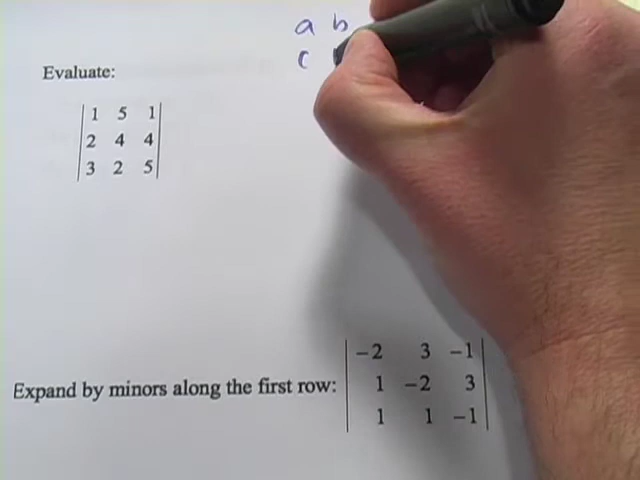 a b
c
Evaluate:
1 5 1
2 4 4
3 2 5
-2 3 -1
Expand by minors along the first row: 1 -2 3
1 1 -1